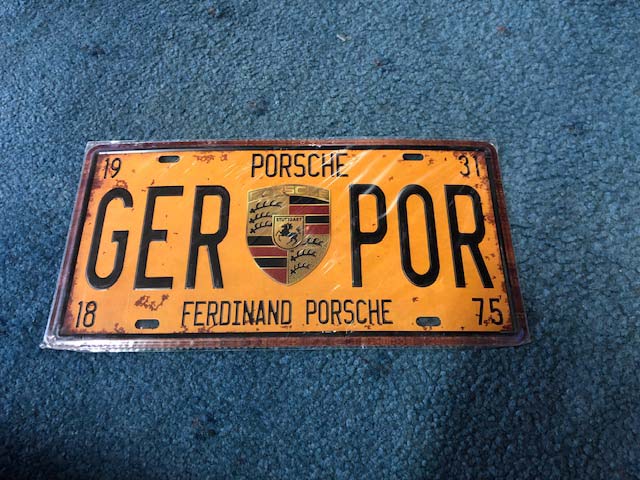 19 PORSCHE 31
PORSCHE
GER POR
STUTTGART
18 FERDINAND PORSCHE 75